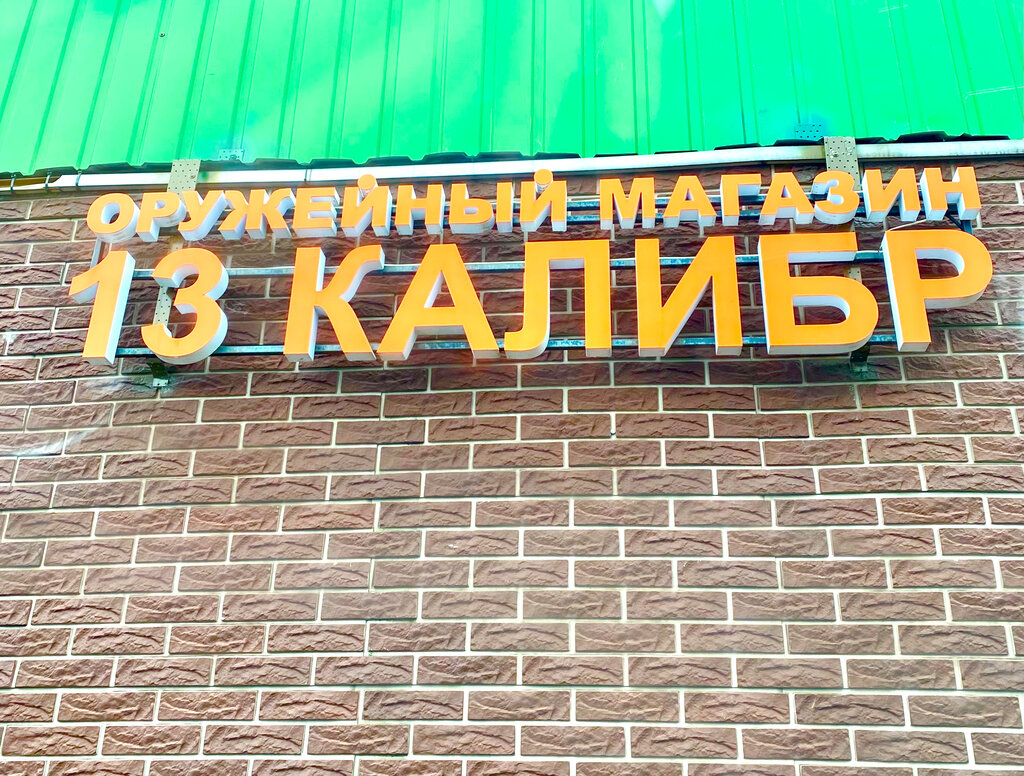 ОРУЖЕЙНЫЙ МАГАЗИН
13 КАЛИБР